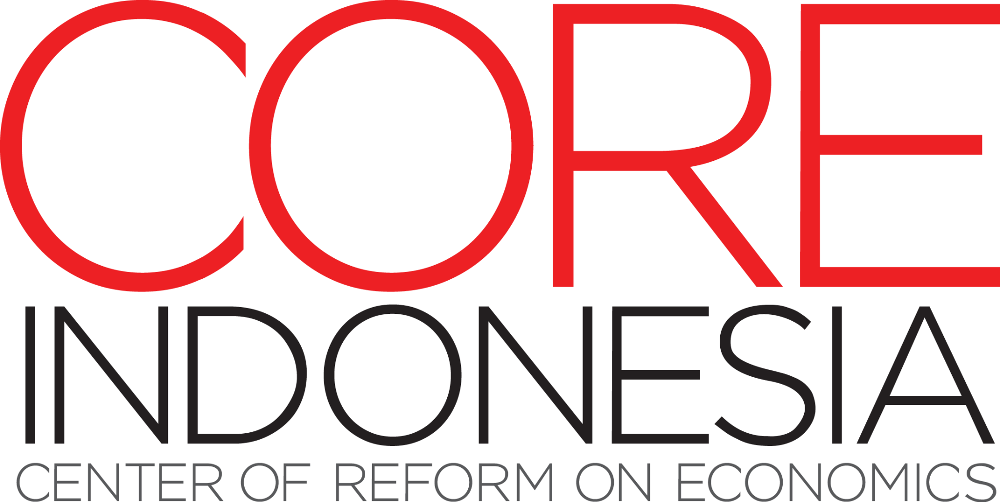 CORE
INDONESIA
CENTER OF REFORM ON ECONOMICS